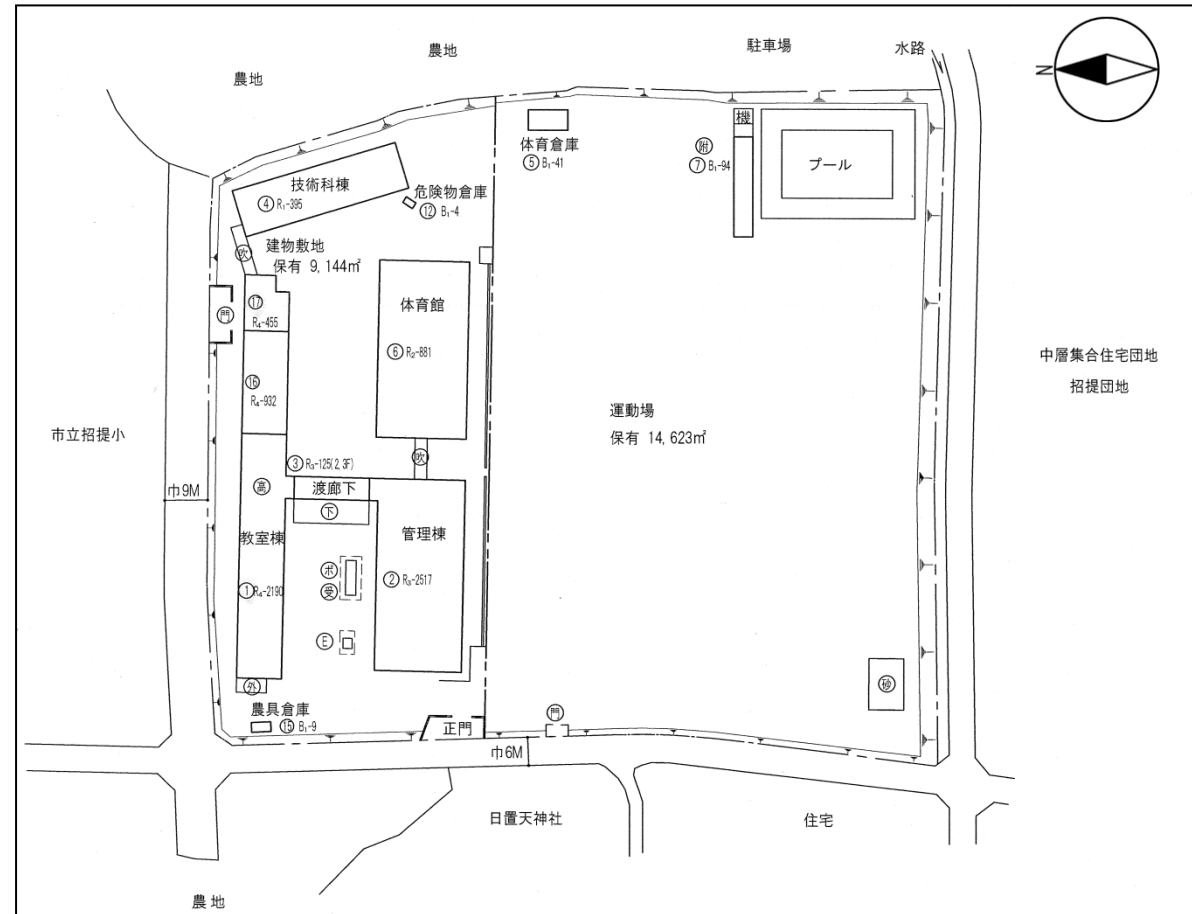 農地
農地
駐車場
水路
N
体育倉庫
⑤ B₁-41
附
⑦ B₁-94
機
プール
技術科棟
④ R₁-395
危険物倉庫
⑫ B₁-4
吹
建物敷地
保有 9,144㎡
門
⑰
R₄-455
体育館
⑥ R₂-881
⑯
R₄-932
運動場
保有 14,623㎡
中層集合住宅団地
招提団地
市立招提小
巾9M
③ R₃-125(2,3F)
吹
高
渡廊下
下
教室棟
管理棟
① R₄-2190
ポ
受
② R₃-2517
E
外
砂
農具倉庫
⑮ B₁-9
正門
門
巾6M
日置天神社
住宅
農地